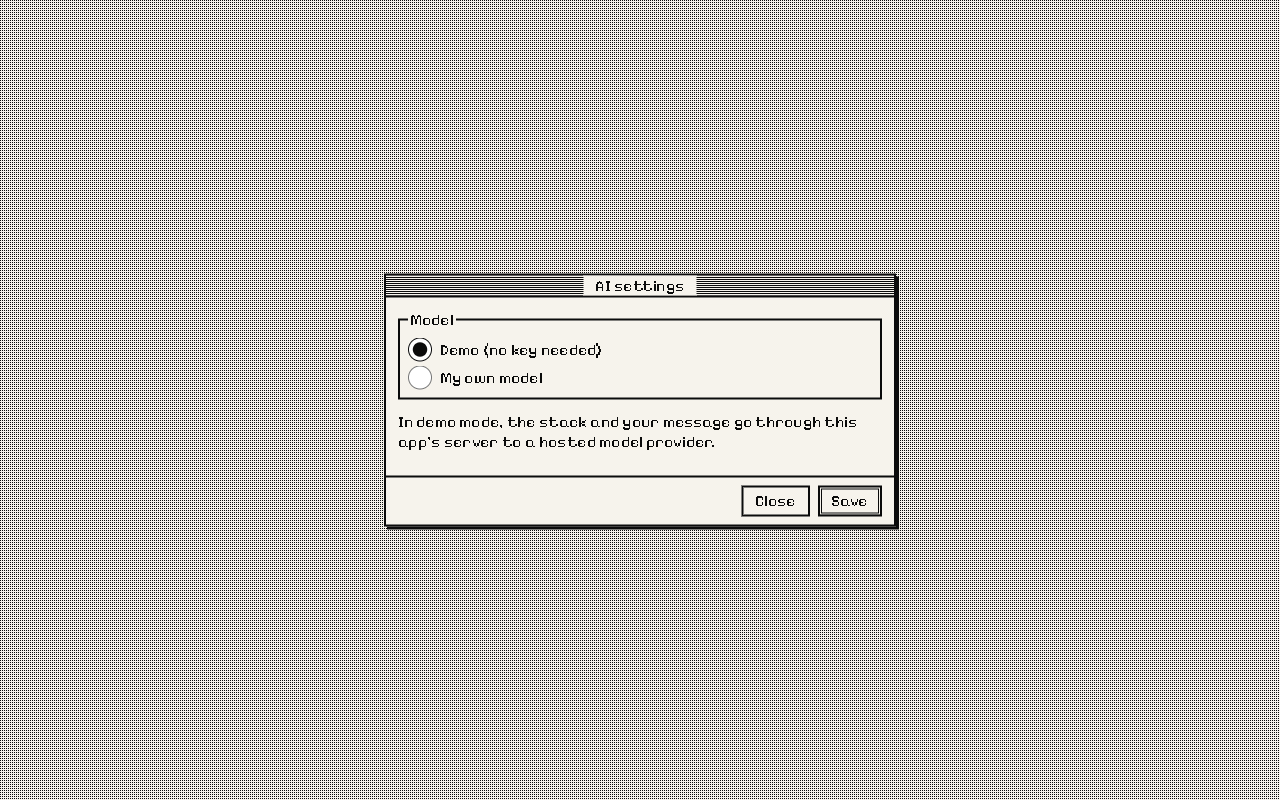 AI settings
Model
Demo (no key needed)
My own model
In demo mode, the stack and your message go through this
app's server to a hosted model provider.
Close
Save